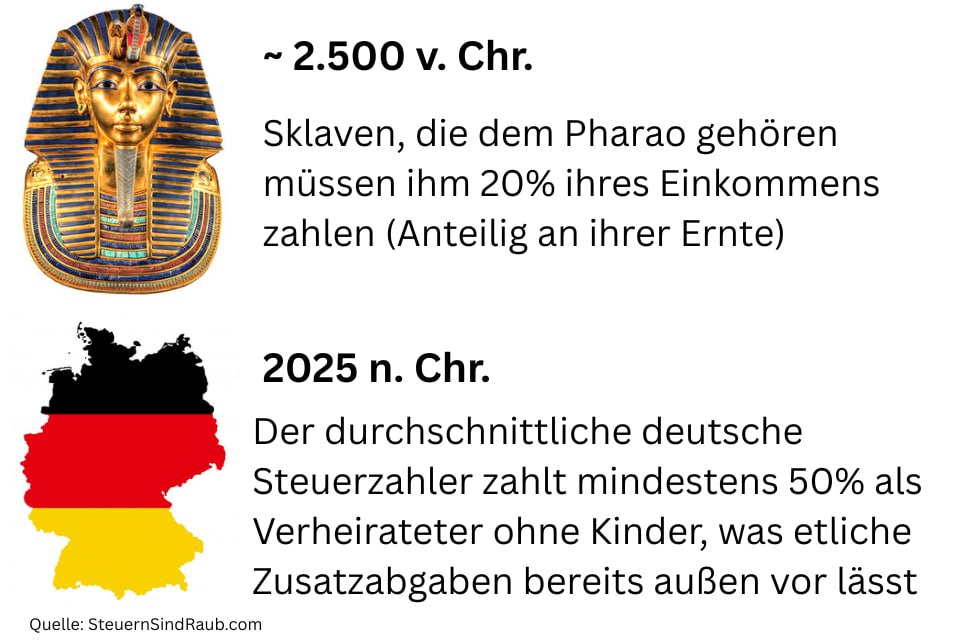 ~ 2.500 v. Chr.
Sklaven, die dem Pharao gehören
müssen ihm 20% ihres Einkommens
zahlen (Anteilig an ihrer Ernte)
2025 n. Chr.
Der durchschnittliche deutsche
Steuerzahler zahlt mindestens 50% als
Verheirateter ohne Kinder, was etliche
Zusatzabgaben bereits außen vor lässt
Quelle: SteuernSindRaub.com